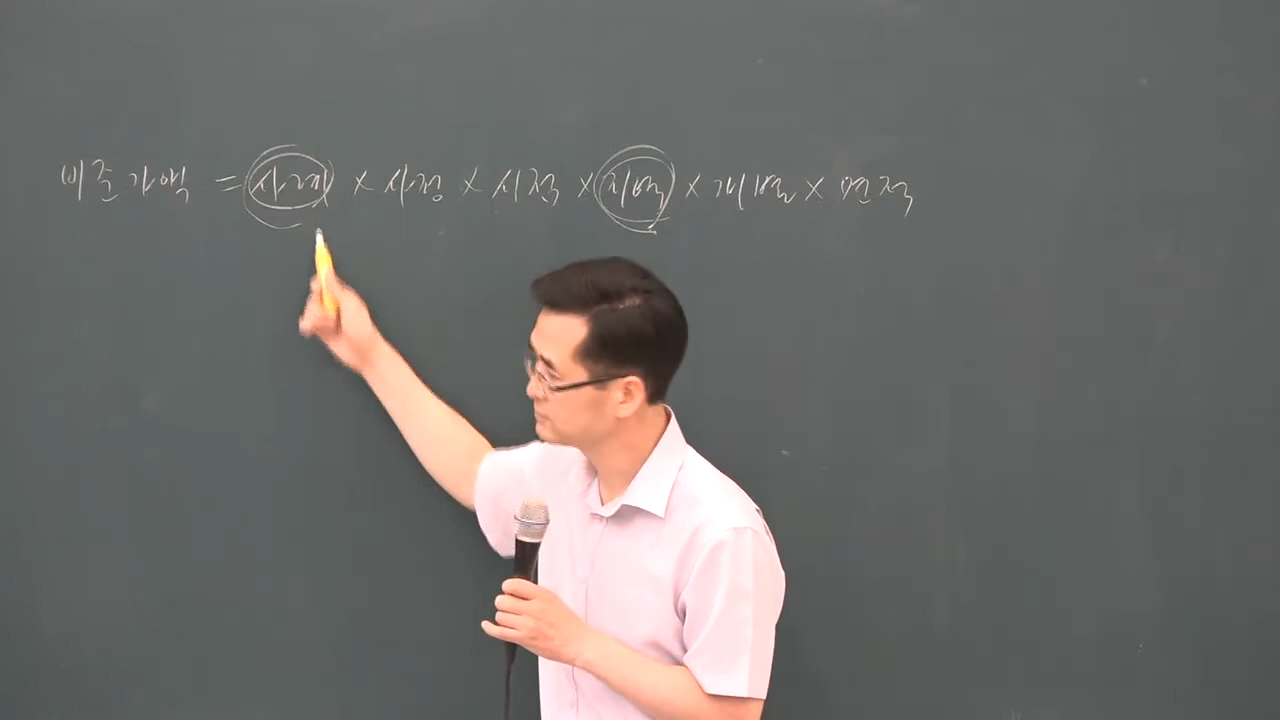 비준가액 = 사례 × 사정 × 시점 × 지역 × 개별 × 면적